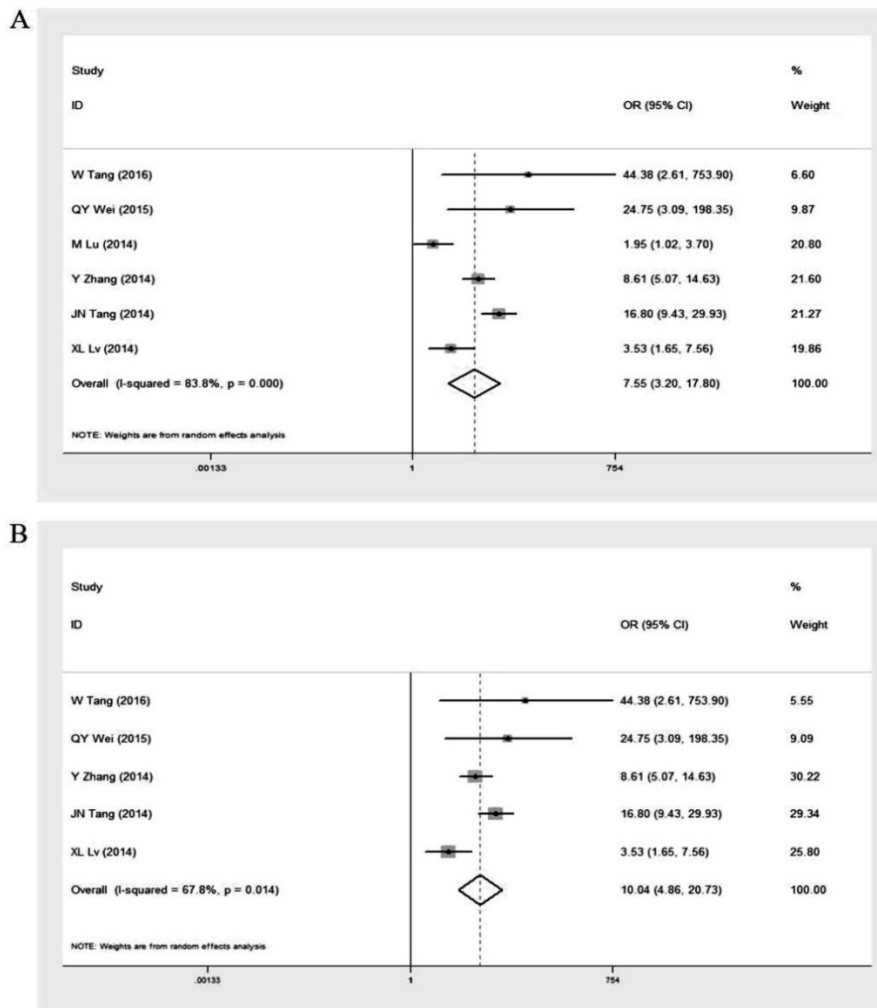 A
Study %
ID OR (95% CI) Weight
W Tang (2016) 44.38 (2.61, 753.90) 6.60
QY Wei (2015) 24.75 (3.09, 198.35) 9.87
M Lu (2014) 1.95 (1.02, 3.70) 20.80
Y Zhang (2014) 8.61 (5.07, 14.63) 21.60
JN Tang (2014) 16.80 (9.43, 29.93) 21.27
XL Lv (2014) 3.53 (1.65, 7.56) 19.86
Overall (I-squared = 83.8%, p = 0.000) 7.55 (3.20, 17.80) 100.00
NOTE: Weights are from random effects analysis
.00133 1 754
B
Study %
ID OR (95% CI) Weight
W Tang (2016) 44.38 (2.61, 753.90) 5.55
QY Wei (2015) 24.75 (3.09, 198.35) 9.09
Y Zhang (2014) 8.61 (5.07, 14.63) 30.22
JN Tang (2014) 16.80 (9.43, 29.93) 29.34
XL Lv (2014) 3.53 (1.65, 7.56) 25.80
Overall (I-squared = 67.8%, p = 0.014) 10.04 (4.86, 20.73) 100.00
NOTE: Weights are from random effects analysis
.00133 1 754